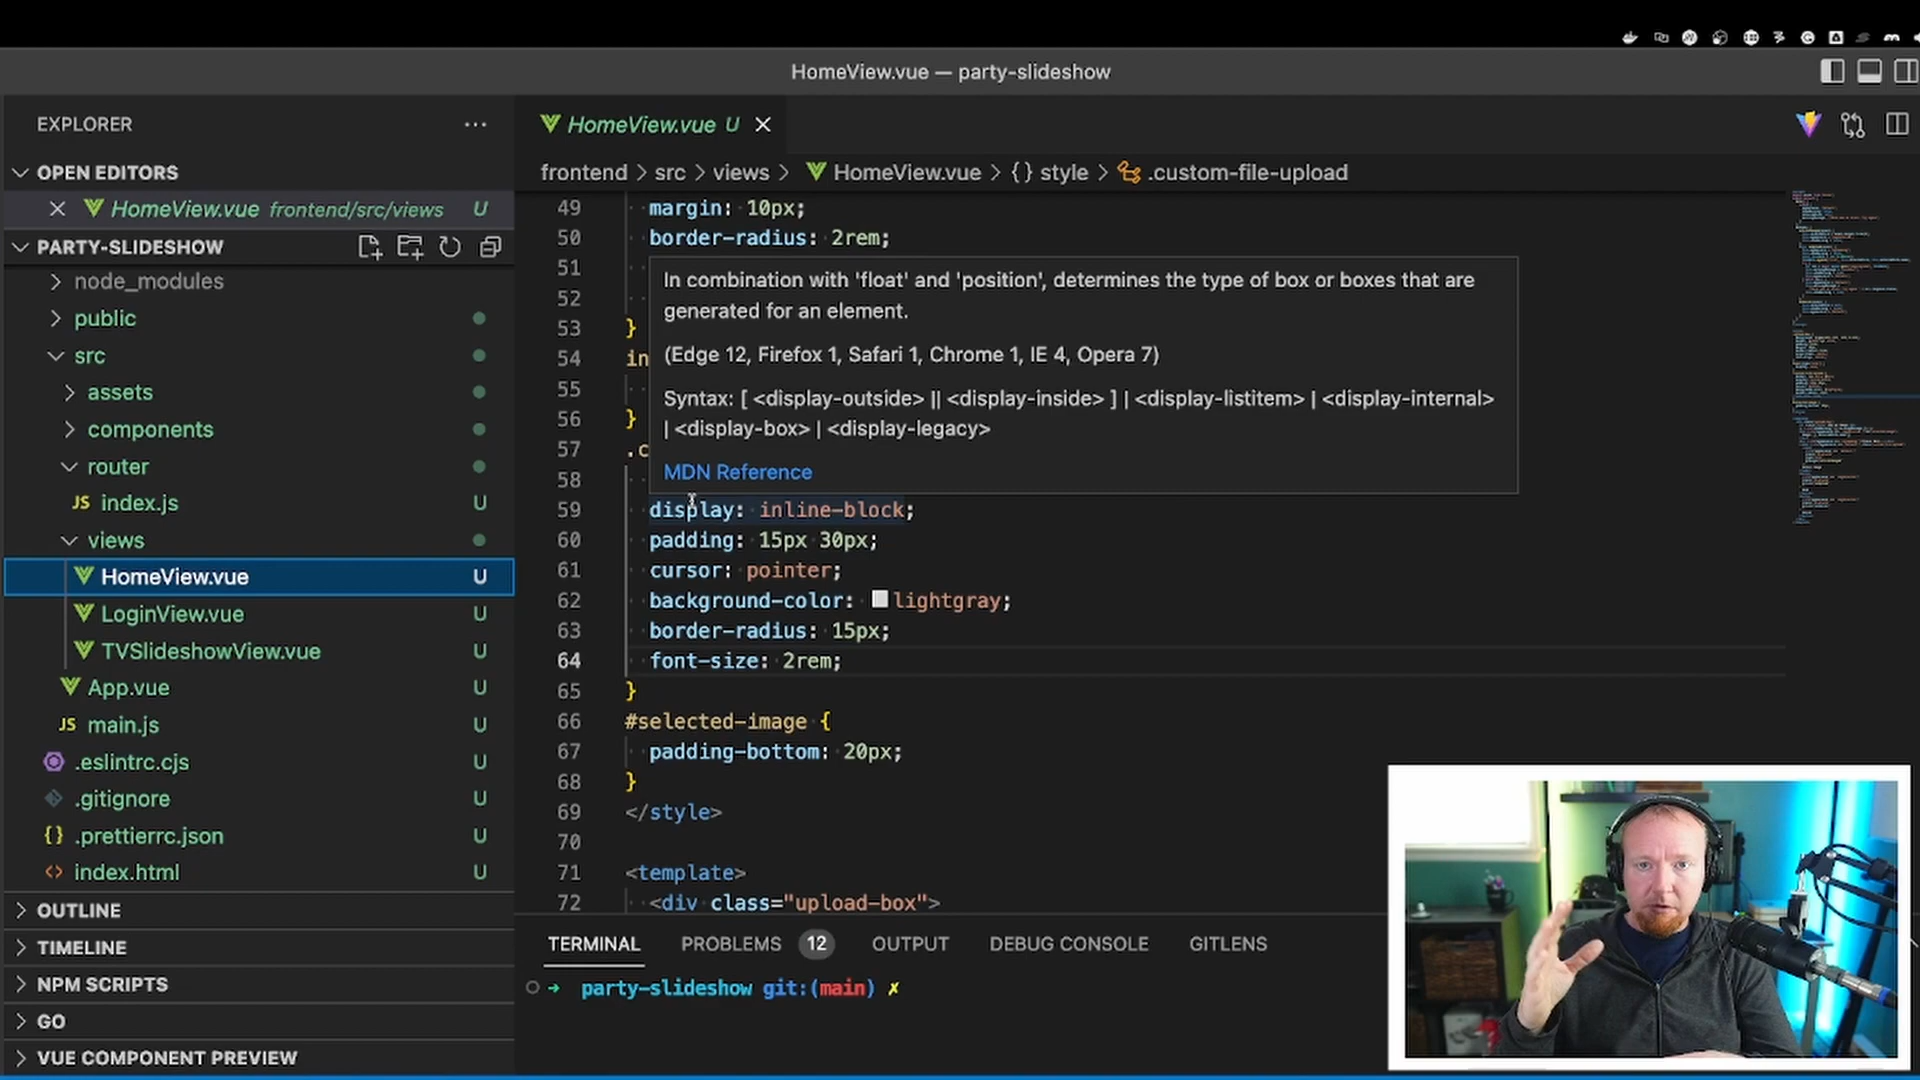 HomeView.vue — party-slideshow
EXPLORER
OPEN EDITORS
HomeView.vue frontend/src/views U
PARTY-SLIDESHOW
node_modules
public
src
assets
components
router
JS index.js U
views
HomeView.vue U
LoginView.vue U
TVSlideshowView.vue U
App.vue U
JS main.js U
.eslintrc.cjs U
.gitignore U
{} .prettierrc.json U
<> index.html U
OUTLINE
TIMELINE
NPM SCRIPTS
GO
VUE COMPONENT PREVIEW
HomeView.vue U
frontend > src > views > HomeView.vue > {} style > .custom-file-upload
49 margin: 10px;
50 border-radius: 2rem;
51
52
53 }
54 in
55
56 }
57 .c
58
In combination with 'float' and 'position', determines the type of box or boxes that are
generated for an element.
(Edge 12, Firefox 1, Safari 1, Chrome 1, IE 4, Opera 7)
Syntax: [ <display-outside> || <display-inside> ] | <display-listitem> | <display-internal>
| <display-box> | <display-legacy>
MDN Reference
59 display: inline-block;
60 padding: 15px 30px;
61 cursor: pointer;
62 background-color: lightgray;
63 border-radius: 15px;
64 font-size: 2rem;
65 }
66 #selected-image {
67 padding-bottom: 20px;
68 }
69 </style>
70
71 <template>
72 <div class="upload-box">
TERMINAL PROBLEMS 12 OUTPUT DEBUG CONSOLE GITLENS
party-slideshow git:(main) ✗